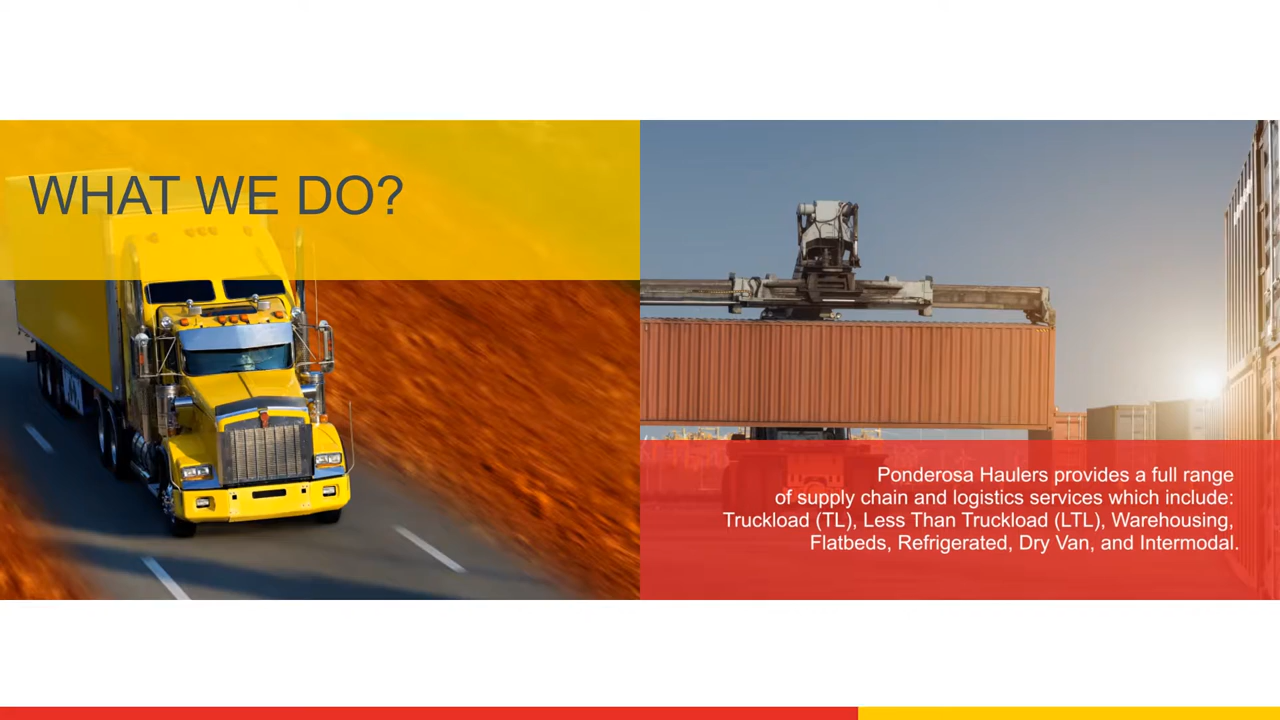 WHAT WE DO?
Ponderosa Haulers provides a full range
of supply chain and logistics services which include:
Truckload (TL), Less Than Truckload (LTL), Warehousing,
Flatbeds, Refrigerated, Dry Van, and Intermodal.